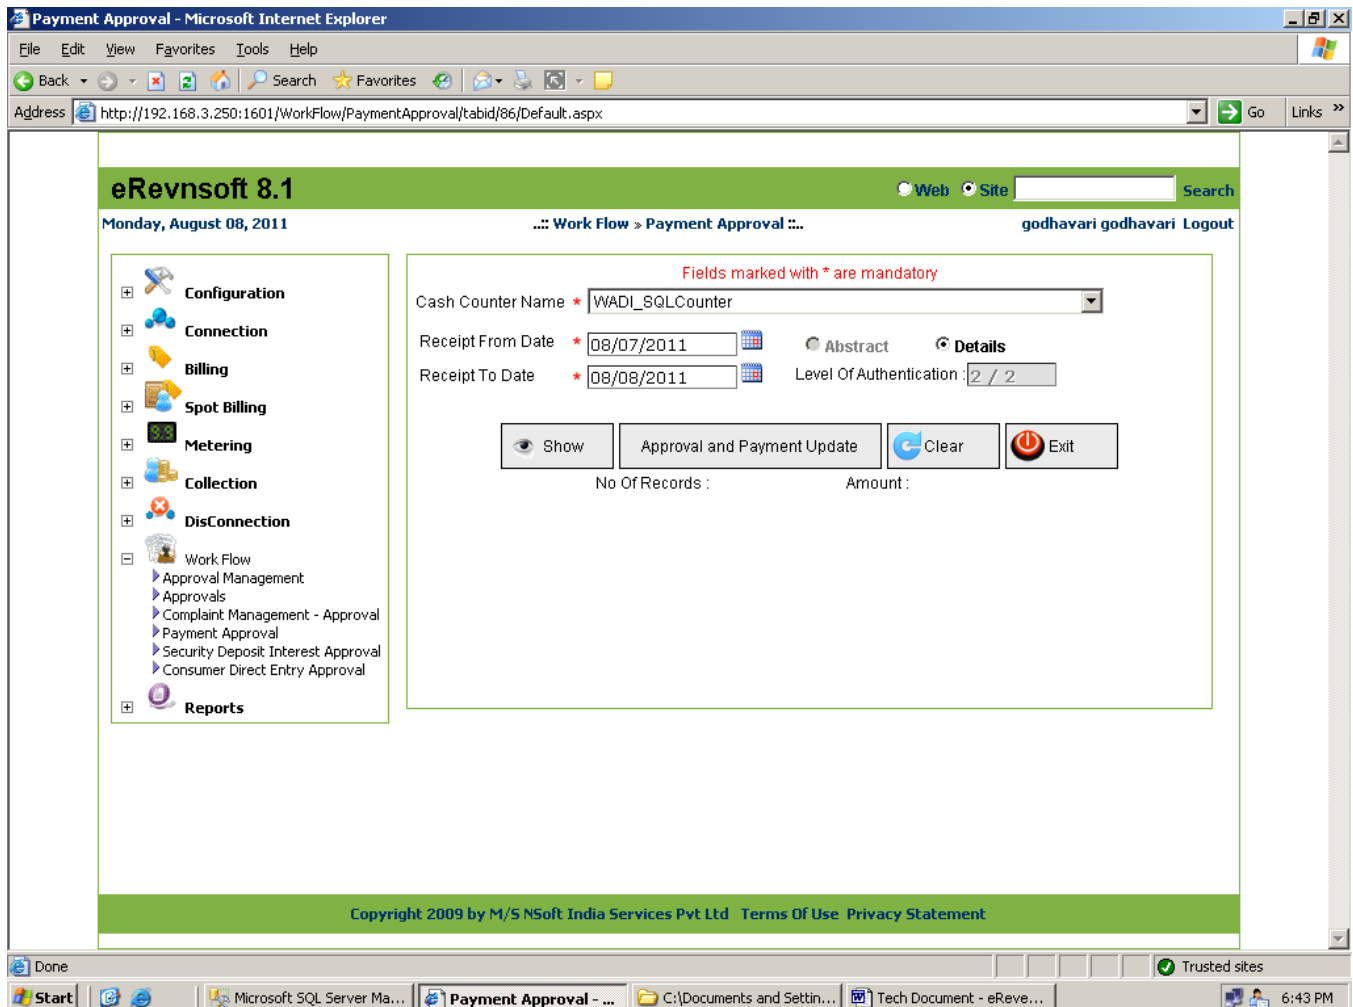 Payment Approval - Microsoft Internet Explorer
File Edit View Favorites Tools Help
Back Search Favorites
Address http://192.168.3.250:1601/WorkFlow/PaymentApproval/tabid/86/Default.aspx Go Links »
eRevnsoft 8.1 Web Site Search
Monday, August 08, 2011 ..:: Work Flow » Payment Approval ::.. godhavari godhavari Logout
Configuration
Connection
Billing
Spot Billing
Metering
Collection
DisConnection
Work Flow
Approval Management
Approvals
Complaint Management - Approval
Payment Approval
Security Deposit Interest Approval
Consumer Direct Entry Approval
Reports
Fields marked with * are mandatory
Cash Counter Name * WADI_SQLCounter
Receipt From Date * 08/07/2011 Abstract Details
Receipt To Date * 08/08/2011 Level Of Authentication : 2 / 2
Show Approval and Payment Update Clear Exit
No Of Records : Amount :
Copyright 2009 by M/S NSoft India Services Pvt Ltd Terms Of Use Privacy Statement
Done Trusted sites
Start Microsoft SQL Server Ma... Payment Approval - ... C:\Documents and Settin... Tech Document - eReve... 6:43 PM